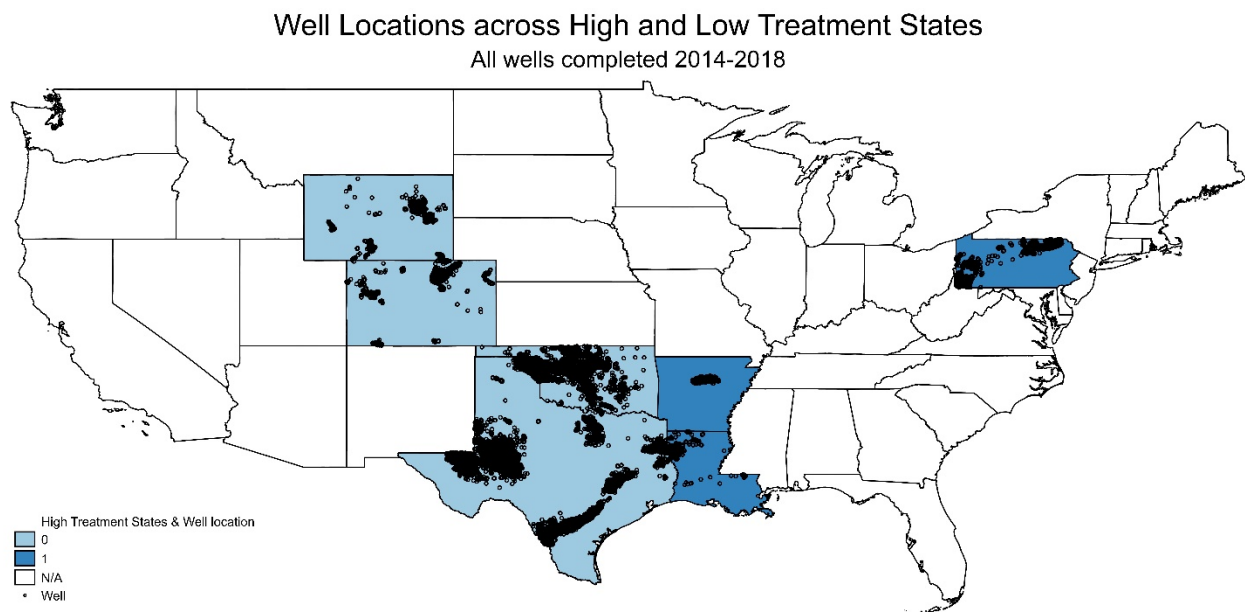 Well Locations across High and Low Treatment States
All wells completed 2014-2018
High Treatment States & Well location
0
1
N/A
Well